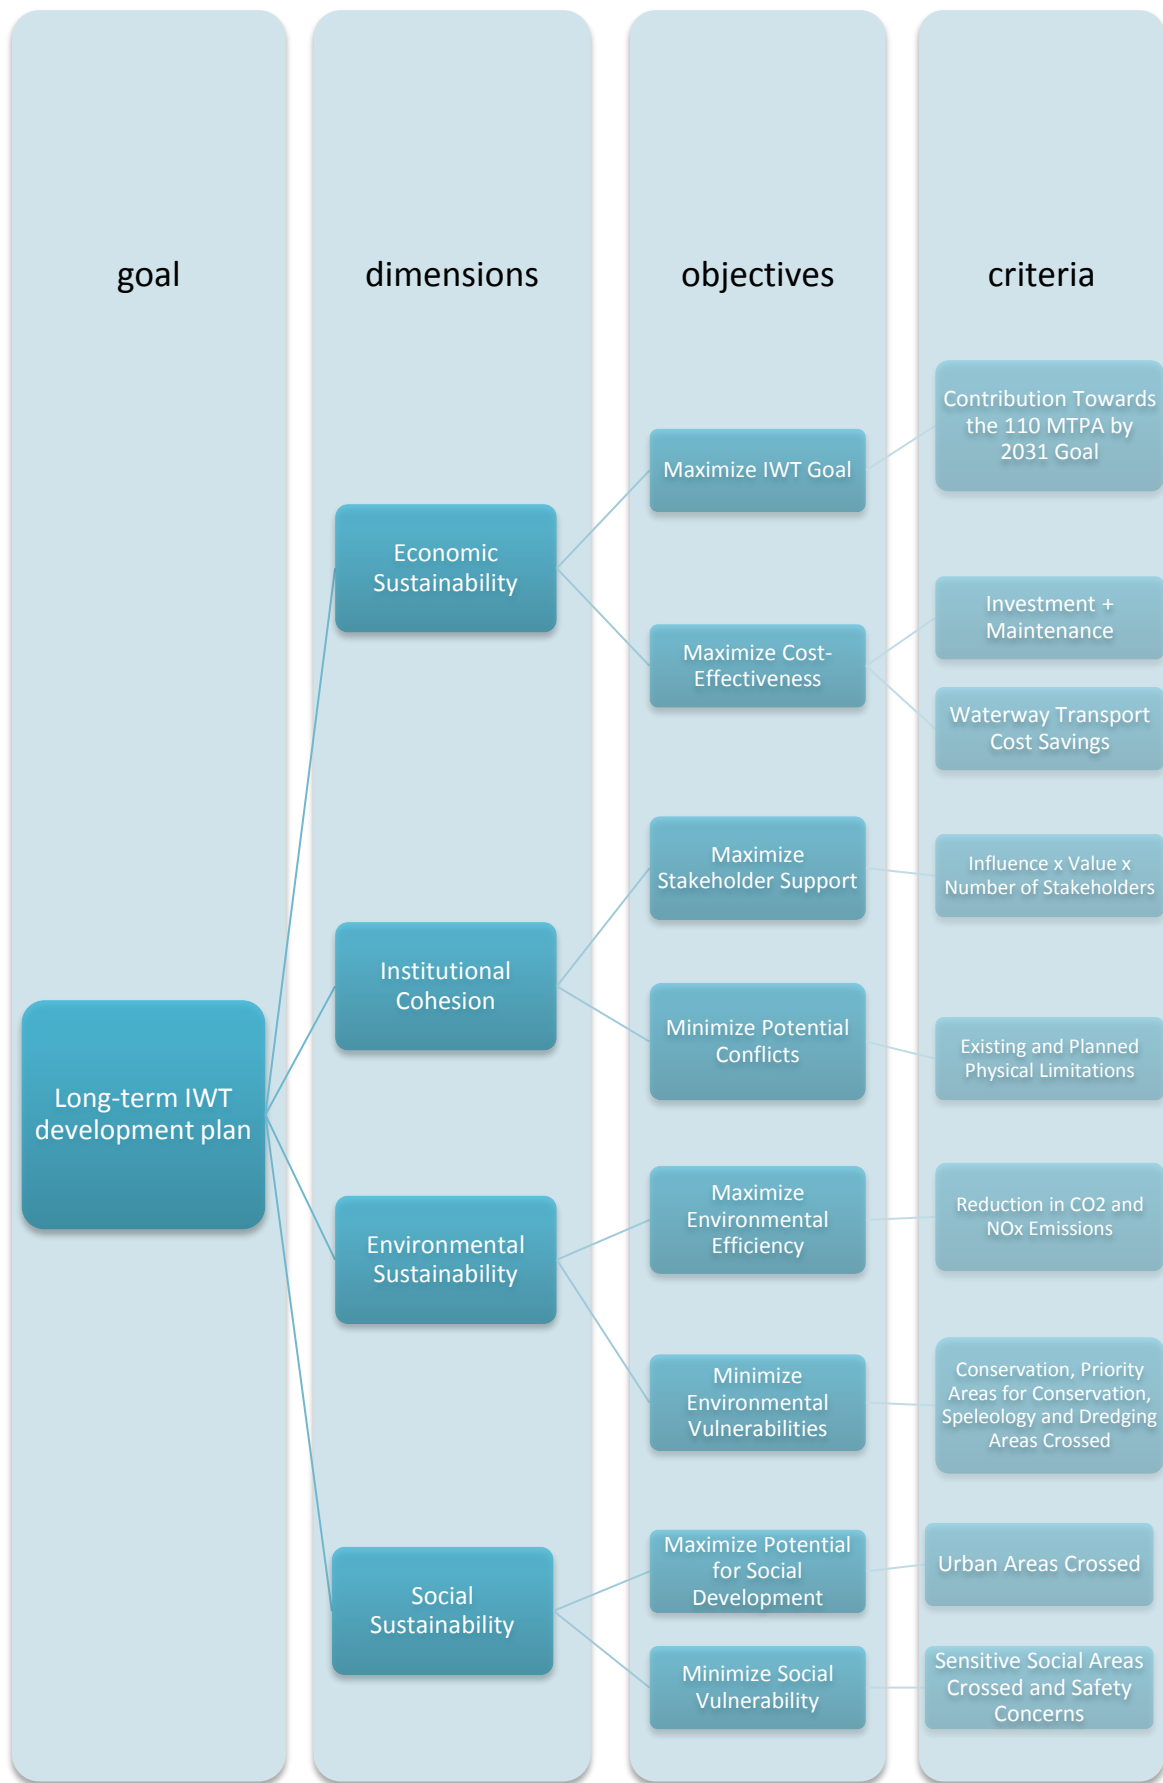 goal
dimensions
objectives
criteria
Long-term IWT
development plan
Economic
Sustainability
Maximize IWT Goal
Contribution Towards
the 110 MTPA by
2031 Goal
Maximize Cost-
Effectiveness
Investment +
Maintenance
Waterway Transport
Cost Savings
Institutional
Cohesion
Maximize
Stakeholder Support
Influence x Value x
Number of Stakeholders
Minimize Potential
Conflicts
Existing and Planned
Physical Limitations
Environmental
Sustainability
Maximize
Environmental
Efficiency
Reduction in CO2 and
NOx Emissions
Minimize
Environmental
Vulnerabilities
Conservation, Priority
Areas for Conservation,
Speleology and Dredging
Areas Crossed
Social
Sustainability
Maximize Potential
for Social
Development
Urban Areas Crossed
Minimize Social
Vulnerability
Sensitive Social Areas
Crossed and Safety
Concerns